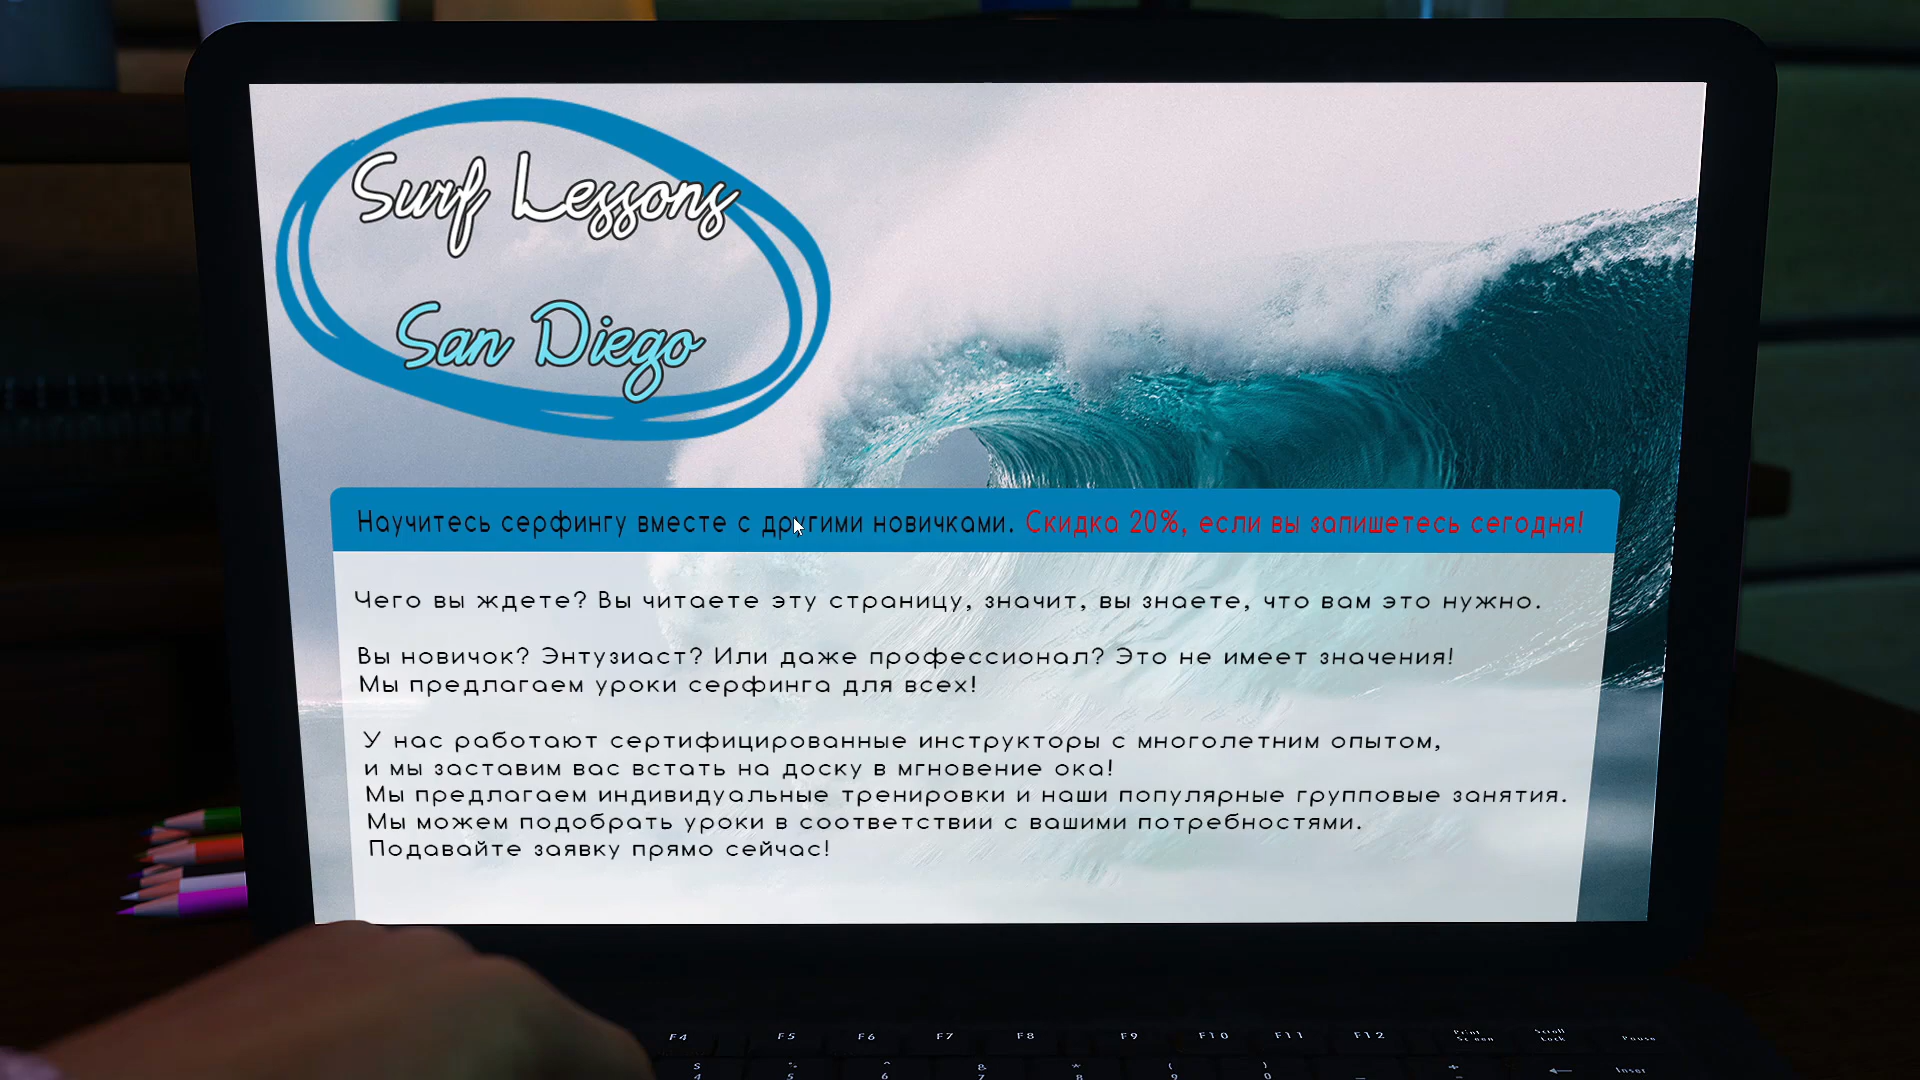 Surf Lessons
San Diego
Научитесь серфингу вместе с другими новичками. Скидка 20%, если вы запишетесь сегодня!
Чего вы ждете? Вы читаете эту страницу, значит, вы знаете, что вам это нужно.
Вы новичок? Энтузиаст? Или даже профессионал? Это не имеет значения!
Мы предлагаем уроки серфинга для всех!
У нас работают сертифицированные инструкторы с многолетним опытом,
и мы заставим вас встать на доску в мгновение ока!
Мы предлагаем индивидуальные тренировки и наши популярные групповые занятия.
Мы можем подобрать уроки в соответствии с вашими потребностями.
Подавайте заявку прямо сейчас!
F4 F5 F6 F7 F8 F9 F10 F11 F12 Scroll Lock Pause